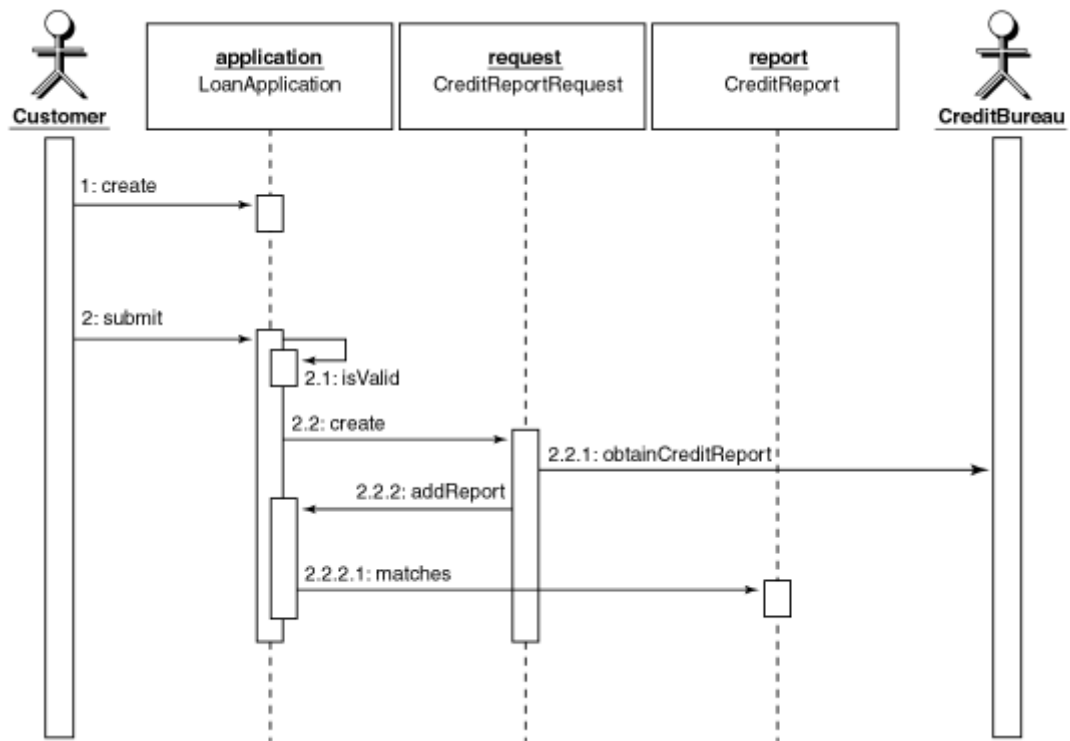 application
LoanApplication
request
CreditReportRequest
report
CreditReport
Customer
CreditBureau
1: create
2: submit
2.1: isValid
2.2: create
2.2.1: obtainCreditReport
2.2.2: addReport
2.2.2.1: matches